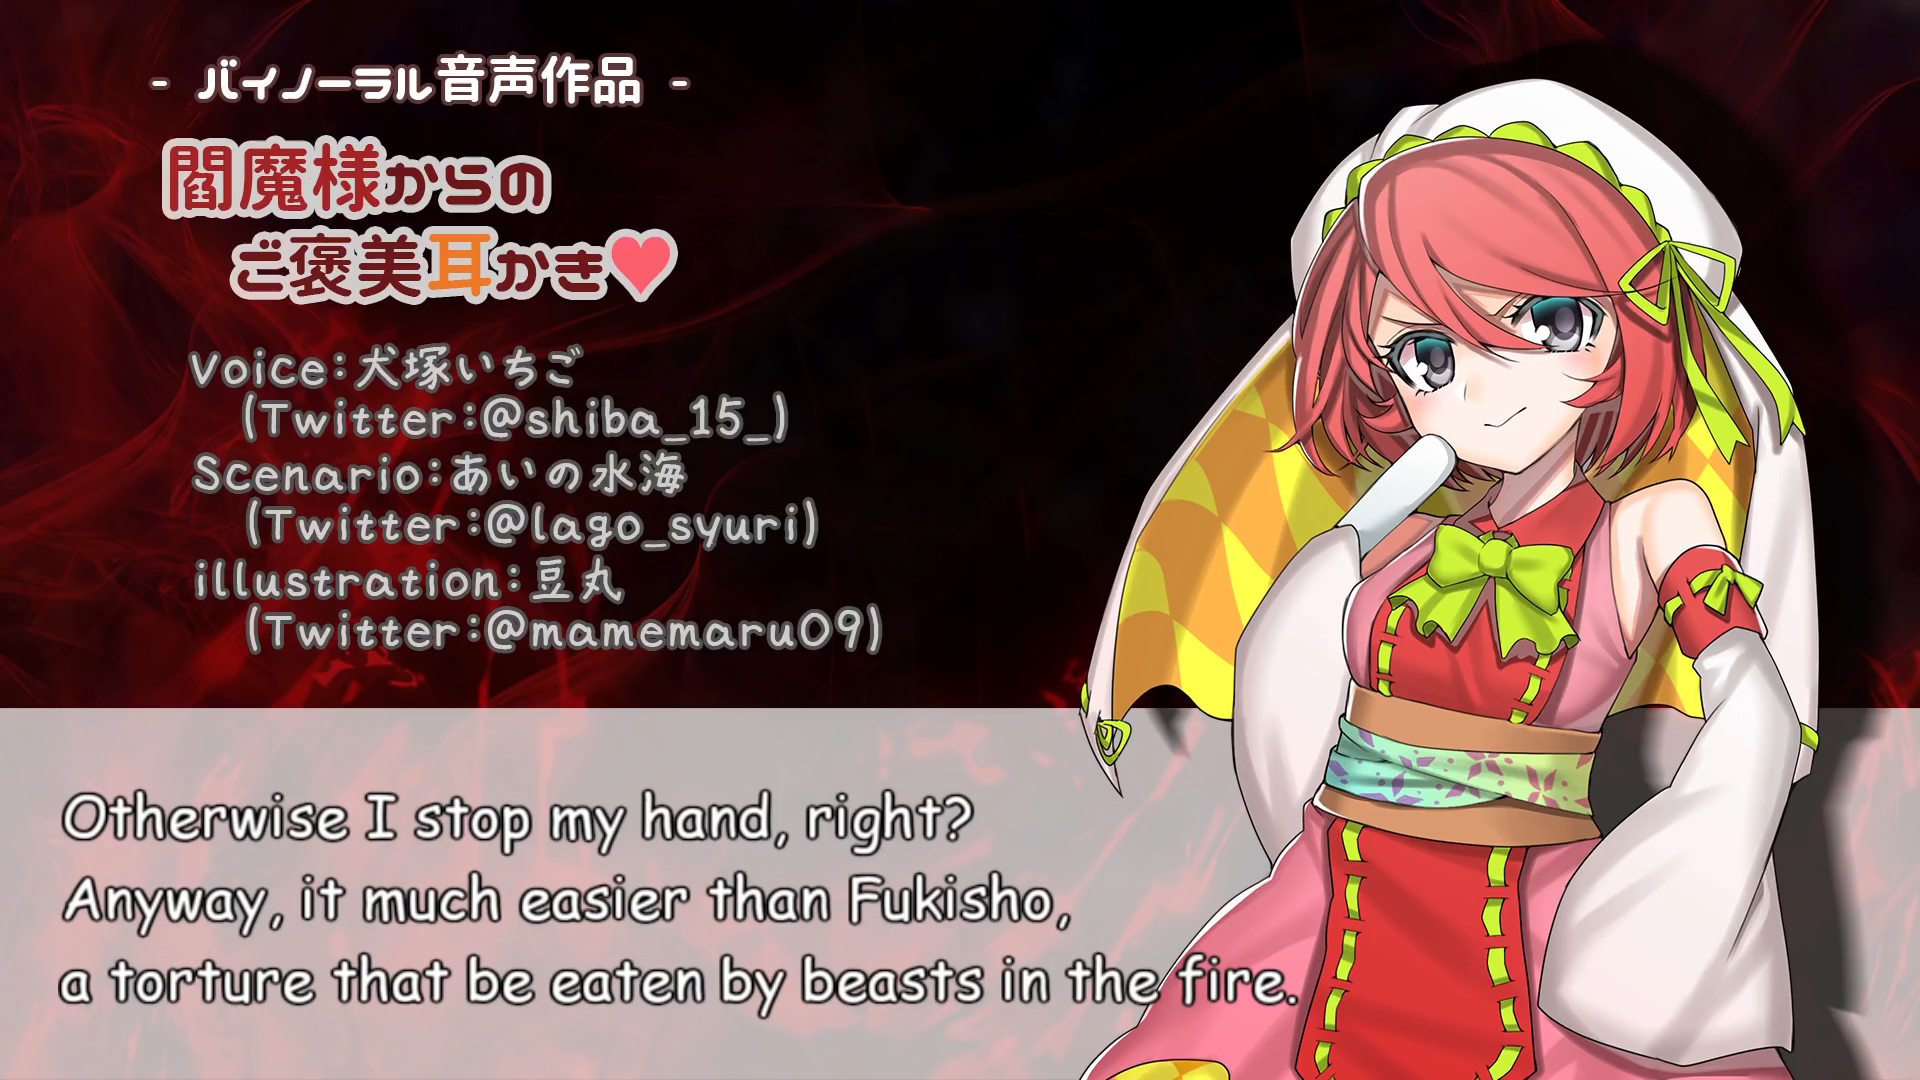 - バイノーラル音声作品 -
閻魔様からの
ご褒美耳かき♥
Voice:犬塚いちご
(Twitter:@shiba_15_)
Scenario:あいの水海
(Twitter:@lago_syuri)
illustration:豆丸
(Twitter:@mamemaru09)
Otherwise I stop my hand, right?
Anyway, it much easier than Fukisho,
a torture that be eaten by beasts in the fire.